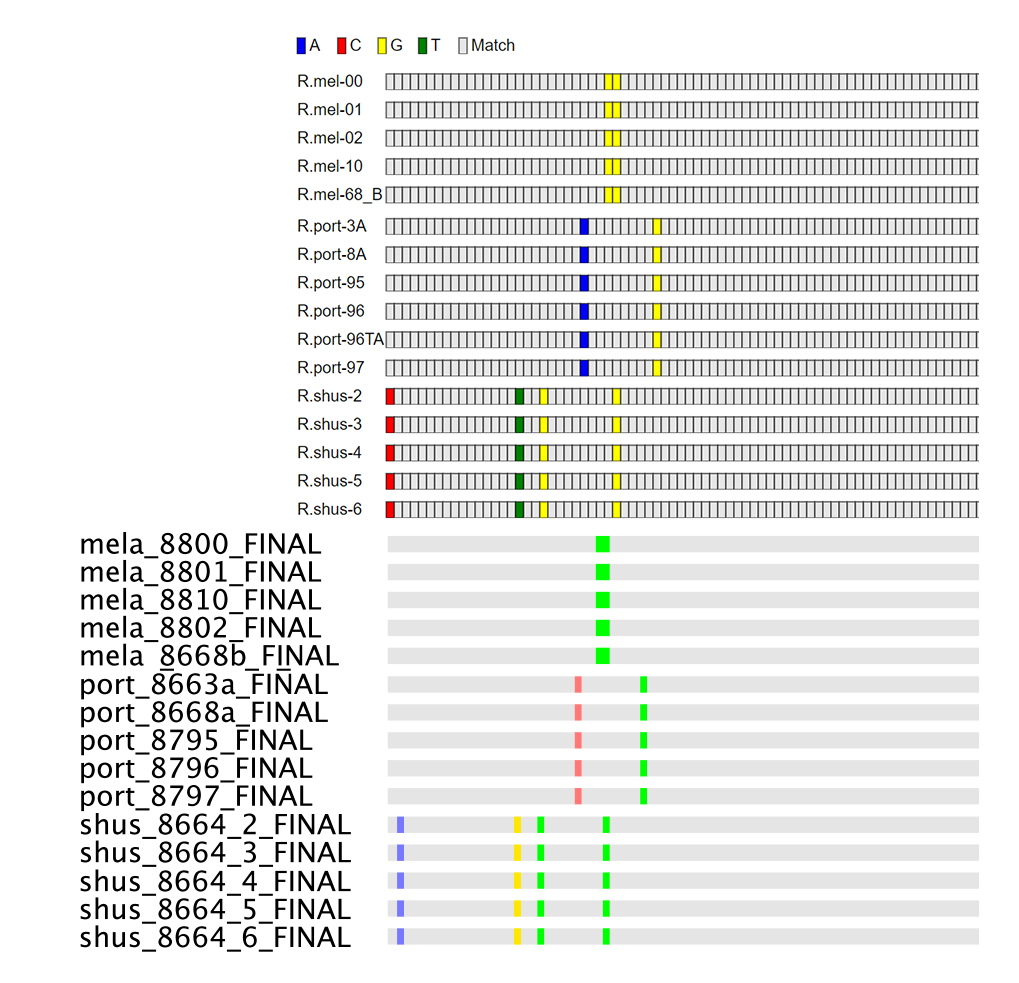 A C G T Match
R.mel-00
R.mel-01
R.mel-02
R.mel-10
R.mel-68_B
R.port-3A
R.port-8A
R.port-95
R.port-96
R.port-96TA
R.port-97
R.shus-2
R.shus-3
R.shus-4
R.shus-5
R.shus-6
mela_8800_FINAL
mela_8801_FINAL
mela_8810_FINAL
mela_8802_FINAL
mela_8668b_FINAL
port_8663a_FINAL
port_8668a_FINAL
port_8795_FINAL
port_8796_FINAL
port_8797_FINAL
shus_8664_2_FINAL
shus_8664_3_FINAL
shus_8664_4_FINAL
shus_8664_5_FINAL
shus_8664_6_FINAL